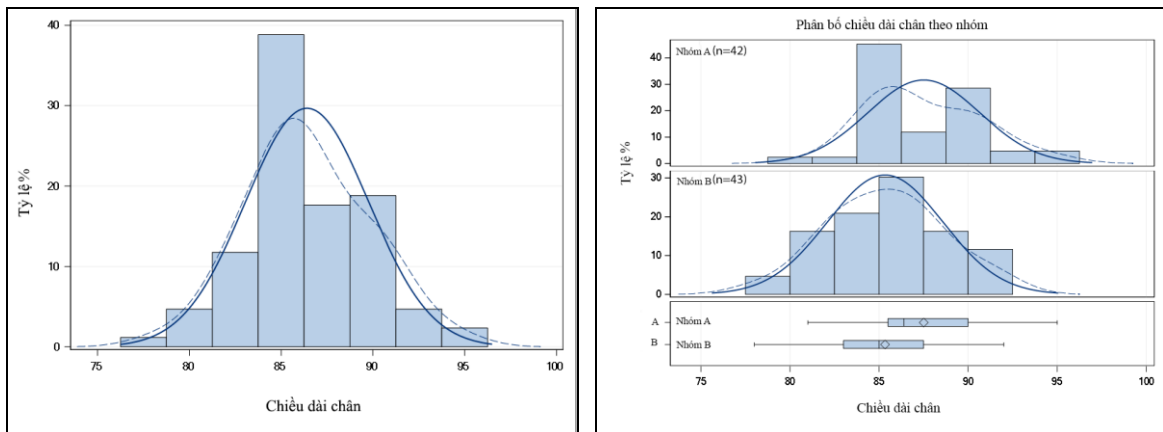 40
30
20
10
0
Tỷ lệ %
75 80 85 90 95 100
Chiều dài chân
Phân bố chiều dài chân theo nhóm
Nhóm A (n=42)
40
30
20
10
0
Nhóm B (n=43)
30
20
10
0
Tỷ lệ %
A Nhóm A
B Nhóm B
75 80 85 90 95 100
Chiều dài chân